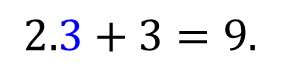 2.3 + 3 = 9.